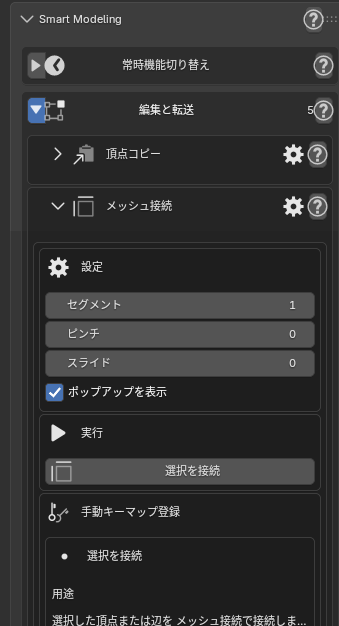 Smart Modeling
常時機能切り替え
編集と転送 5
頂点コピー
メッシュ接続
設定
セグメント 1
ピンチ 0
スライド 0
ポップアップを表示
実行
選択を接続
手動キーマップ登録
選択を接続
用途
選択した頂点または辺を メッシュ接続で接続しま...